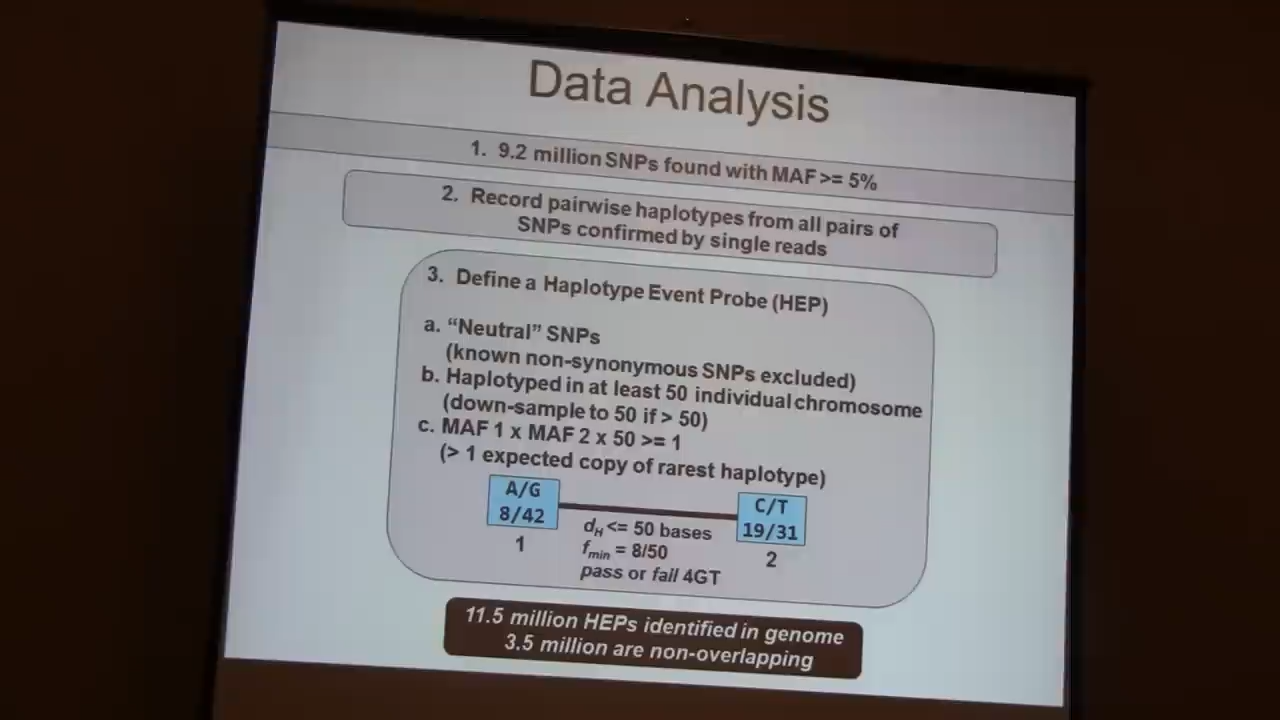 Data Analysis
1. 9.2 million SNPs found with MAF >= 5%
2. Record pairwise haplotypes from all pairs of
SNPs confirmed by single reads
3. Define a Haplotype Event Probe (HEP)
a. “Neutral” SNPs
(known non-synonymous SNPs excluded)
b. Haplotyped in at least 50 individual chromosome
(down-sample to 50 if > 50)
c. MAF 1 x MAF 2 x 50 >= 1
(> 1 expected copy of rarest haplotype)
A/G
8/42
1
dH <= 50 bases
fmin = 8/50
pass or fail 4GT
C/T
19/31
2
11.5 million HEPs identified in genome
3.5 million are non-overlapping